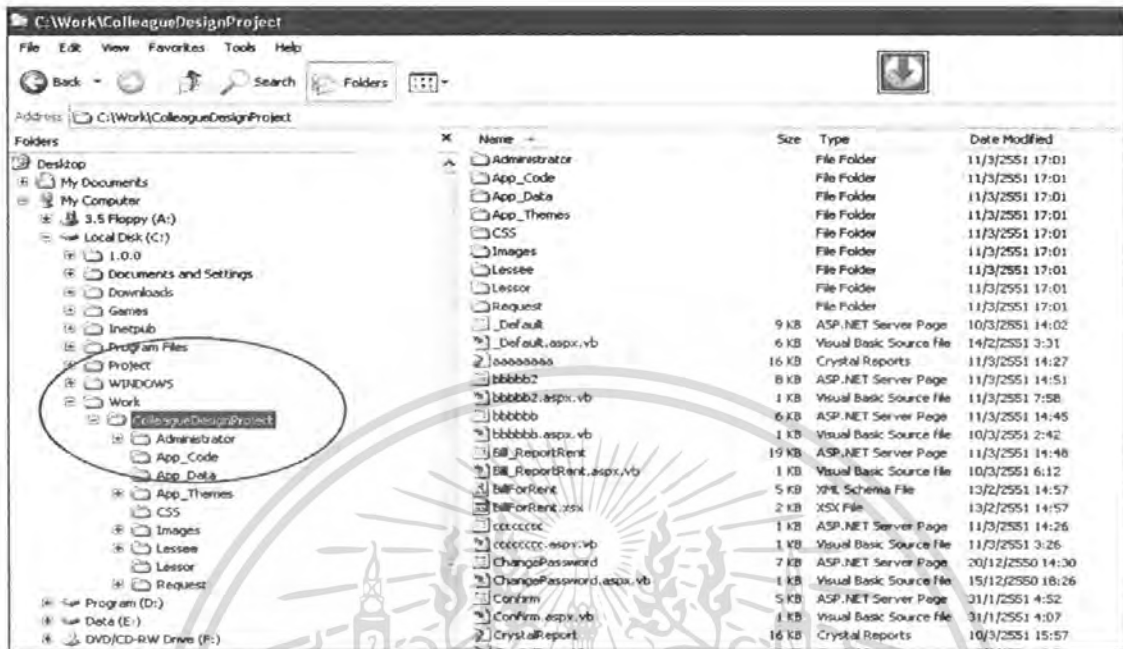 C:\Work\ColleagueDesignProject
File Edit View Favorites Tools Help
Back Search Folders
Address C:\Work\ColleagueDesignProject
Folders
Desktop
My Documents
My Computer
3.5 Floppy (A:)
Local Disk (C:)
1.0.0
Documents and Settings
Downloads
Games
Inetpub
Program Files
Project
WINDOWS
Work
ColleagueDesignProject
Administrator
App_Code
App_Data
App_Themes
CSS
Images
Lessee
Lessor
Request
Program (D:)
Data (E:)
DVD/CD-RW Drive (F:)
Name Size Type Date Modified
Administrator File Folder 11/3/2551 17:01
App_Code File Folder 11/3/2551 17:01
App_Data File Folder 11/3/2551 17:01
App_Themes File Folder 11/3/2551 17:01
CSS File Folder 11/3/2551 17:01
Images File Folder 11/3/2551 17:01
Lessee File Folder 11/3/2551 17:01
Lessor File Folder 11/3/2551 17:01
Request File Folder 11/3/2551 17:01
_Default 9 KB ASP.NET Server Page 10/3/2551 14:02
_Default.aspx.vb 6 KB Visual Basic Source file 14/2/2551 3:31
aaaaaaaa 16 KB Crystal Reports 11/3/2551 14:27
bbbbb2 8 KB ASP.NET Server Page 11/3/2551 14:51
bbbbb2.aspx.vb 1 KB Visual Basic Source file 11/3/2551 7:58
bbbbbb 6 KB ASP.NET Server Page 11/3/2551 14:45
bbbbbb.aspx.vb 1 KB Visual Basic Source file 10/3/2551 2:42
Bill_ReportRent 19 KB ASP.NET Server Page 11/3/2551 14:48
Bill_ReportRent.aspx.vb 1 KB Visual Basic Source file 10/3/2551 6:12
BillForRent 5 KB XML Schema File 13/2/2551 14:57
BillForRent.xsx 2 KB XSX File 13/2/2551 14:57
cccccccc 1 KB ASP.NET Server Page 11/3/2551 14:26
cccccccc.aspx.vb 1 KB Visual Basic Source file 11/3/2551 3:26
ChangePassword 7 KB ASP.NET Server Page 20/12/2550 14:30
ChangePassword.aspx.vb 1 KB Visual Basic Source file 15/12/2550 18:26
Confirm 5 KB ASP.NET Server Page 31/1/2551 4:52
Confirm.aspx.vb 1 KB Visual Basic Source file 31/1/2551 4:07
CrystalReport 16 KB Crystal Reports 10/3/2551 15:57